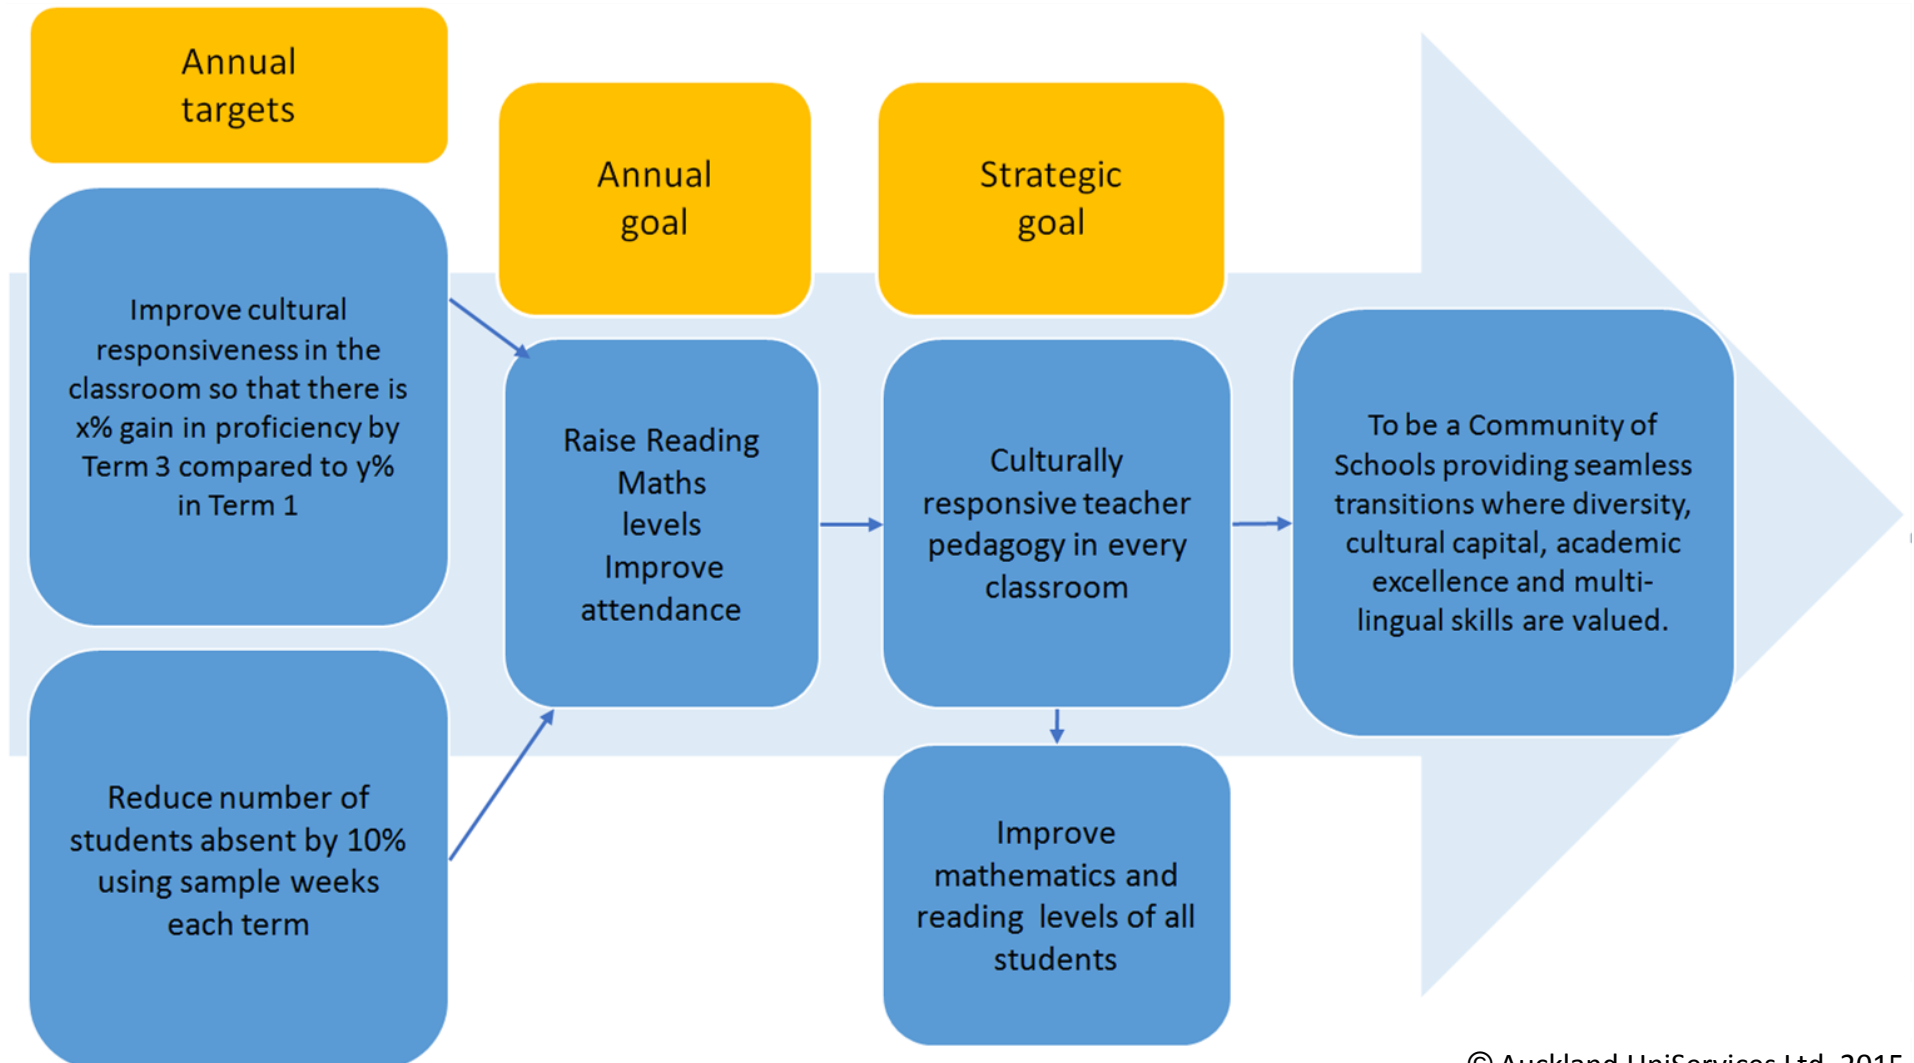 Annual
targets
Annual
goal
Strategic
goal
Improve cultural
responsiveness in the
classroom so that there is
x% gain in proficiency by
Term 3 compared to y%
in Term 1
Reduce number of
students absent by 10%
using sample weeks
each term
Raise Reading
Maths
levels
Improve
attendance
Culturally
responsive teacher
pedagogy in every
classroom
Improve
mathematics and
reading levels of all
students
To be a Community of
Schools providing seamless
transitions where diversity,
cultural capital, academic
excellence and multi-
lingual skills are valued.
© Auckland UniServices Ltd. 2015